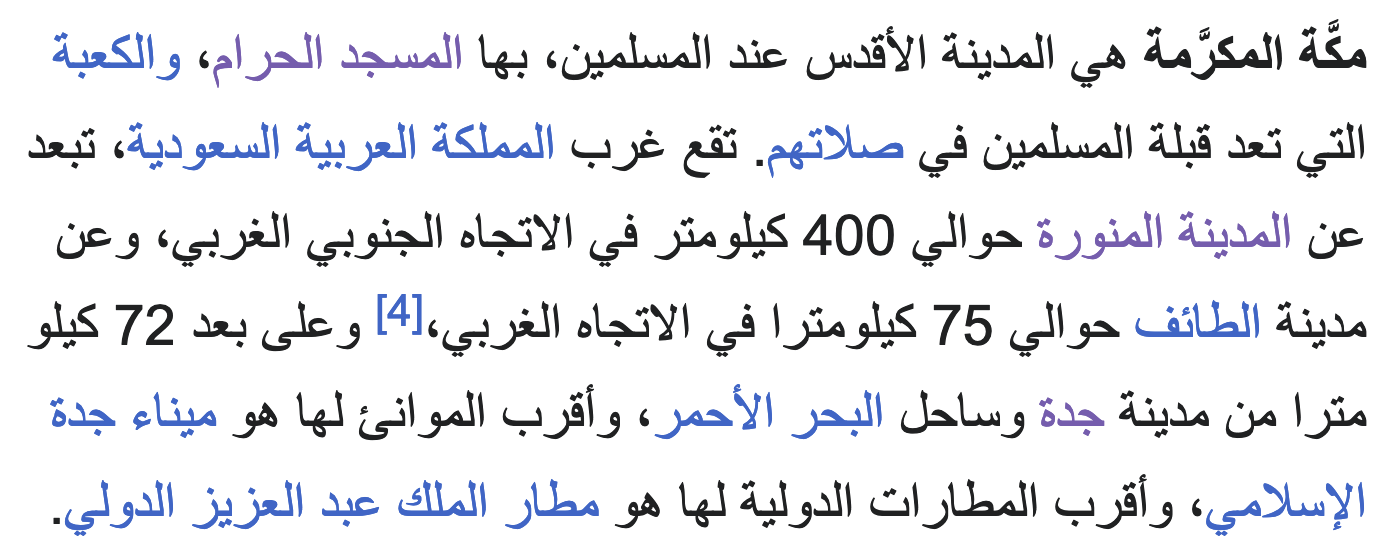 مكَّة المكرَّمة هي المدينة الأقدس عند المسلمين، بها المسجد الحرام، والكعبة
التي تعد قبلة المسلمين في صلاتهم. تقع غرب المملكة العربية السعودية، تبعد
عن المدينة المنورة حوالي 400 كيلومتر في الاتجاه الجنوبي الغربي، وعن
مدينة الطائف حوالي 75 كيلومترا في الاتجاه الغربي،[4] وعلى بعد 72 كيلو
مترا من مدينة جدة وساحل البحر الأحمر، وأقرب الموانئ لها هو ميناء جدة
الإسلامي، وأقرب المطارات الدولية لها هو مطار الملك عبد العزيز الدولي.